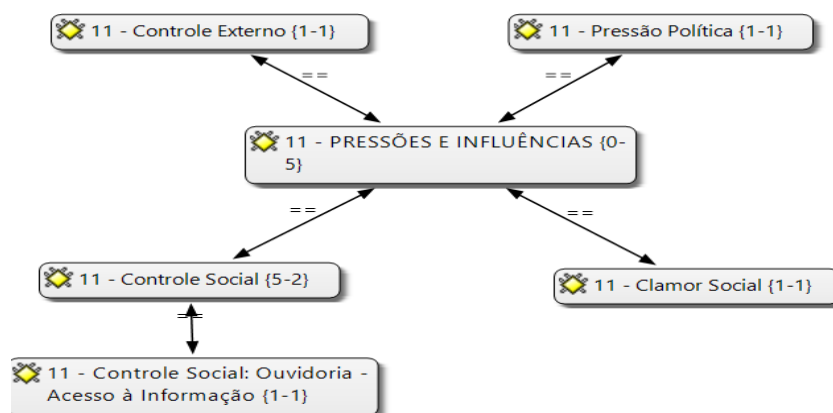 11 - Controle Externo {1-1}
11 - Pressão Política {1-1}
==
==
11 - PRESSÕES E INFLUÊNCIAS {0-
5}
==
==
11 - Controle Social {5-2}
11 - Clamor Social {1-1}
==
11 - Controle Social: Ouvidoria -
Acesso à Informação {1-1}